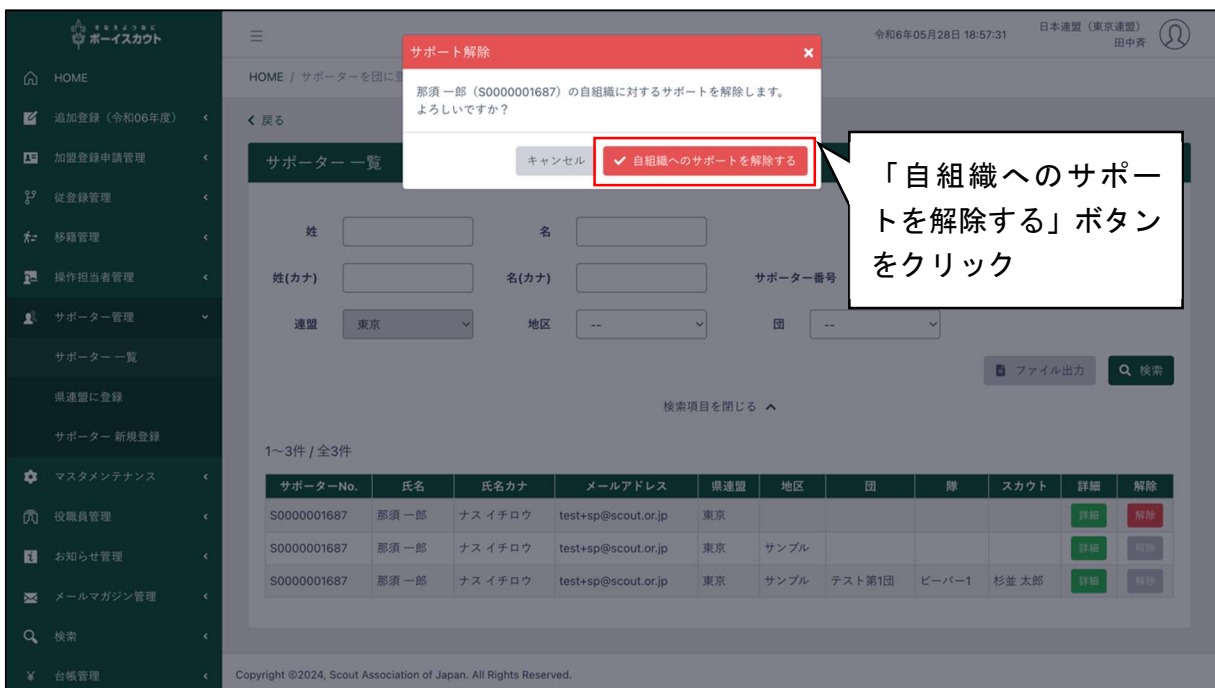 そなえよつねに
ボーイスカウト
令和6年05月28日 18:57:31
日本連盟（東京連盟）
田中斉
HOME
追加登録（令和06年度）
加盟登録申請管理
従登録管理
移籍管理
操作担当者管理
サポーター管理
サポーター 一覧
県連盟に登録
サポーター 新規登録
マスタメンテナンス
役職員管理
お知らせ管理
メールマガジン管理
検索
¥ 台帳管理
HOME / サポーターを団に
戻る
サポーター 一覧
サポート解除 ×
那須 一郎（S0000001687）の自組織に対するサポートを解除します。
よろしいですか？
キャンセル
自組織へのサポートを解除する
「自組織へのサポー
トを解除する」ボタン
をクリック
姓 名
姓(カナ) 名(カナ) サポーター番号
連盟 東京 地区 -- 団 --
ファイル出力 検索
検索項目を閉じる
1〜3件 / 全3件
サポーターNo. 氏名 氏名カナ メールアドレス 県連盟 地区 団 隊 スカウト 詳細 解除
S0000001687 那須 一郎 ナス イチロウ test+sp@scout.or.jp 東京 詳細 解除
S0000001687 那須 一郎 ナス イチロウ test+sp@scout.or.jp 東京 サンプル 詳細 解除
S0000001687 那須 一郎 ナス イチロウ test+sp@scout.or.jp 東京 サンプル テスト第1団 ビーバー1 杉並 太郎 詳細 解除
Copyright ©2024, Scout Association of Japan. All Rights Reserved.